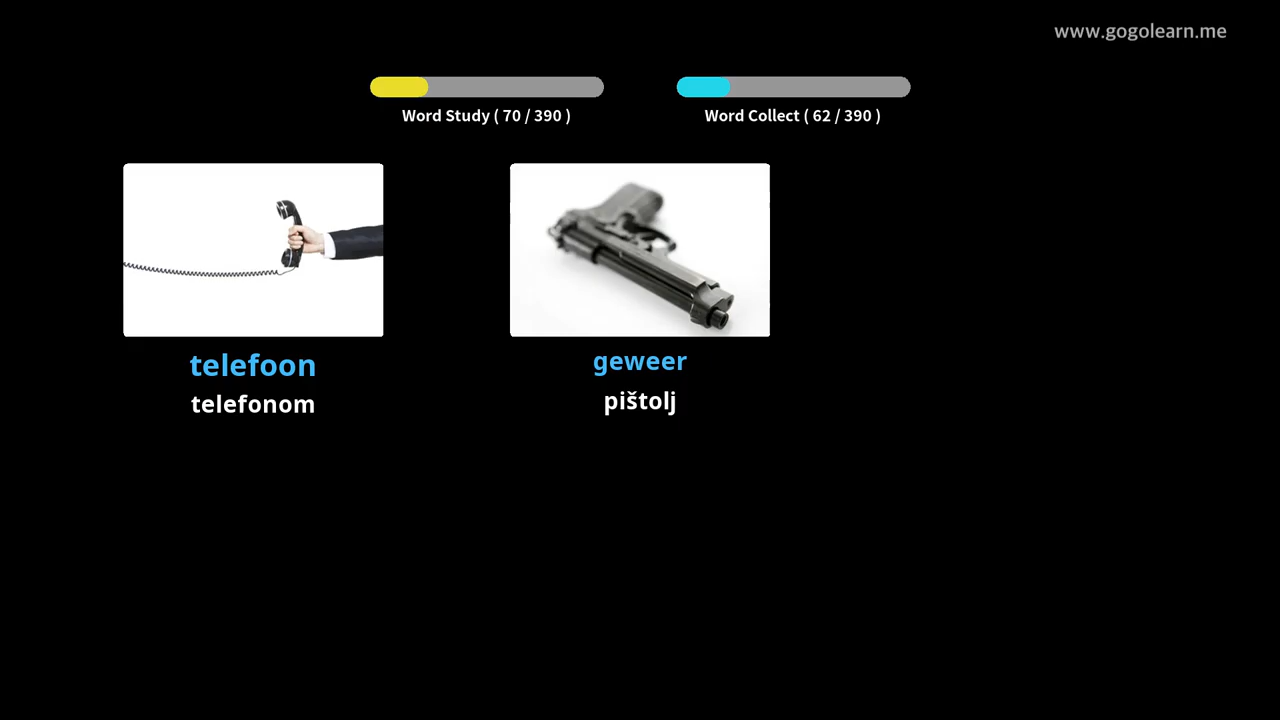 www.gogolearn.me
Word Study ( 70 / 390 )
Word Collect ( 62 / 390 )
telefoon
telefonom
geweer
pištolj